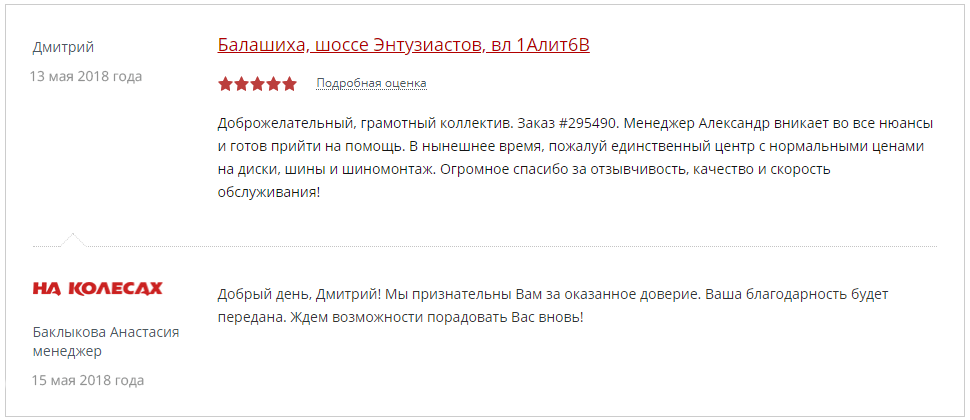 Дмитрий
13 мая 2018 года
Балашиха, шоссе Энтузиастов, вл 1Алит6В
Подробная оценка
Доброжелательный, грамотный коллектив. Заказ #295490. Менеджер Александр вникает во все нюансы
и готов прийти на помощь. В нынешнее время, пожалуй единственный центр с нормальными ценами
на диски, шины и шиномонтаж. Огромное спасибо за отзывчивость, качество и скорость
обслуживания!
НА КОЛЕСАХ
Баклыкова Анастасия
менеджер
15 мая 2018 года
Добрый день, Дмитрий! Мы признательны Вам за оказанное доверие. Ваша благодарность будет
передана. Ждем возможности порадовать Вас вновь!